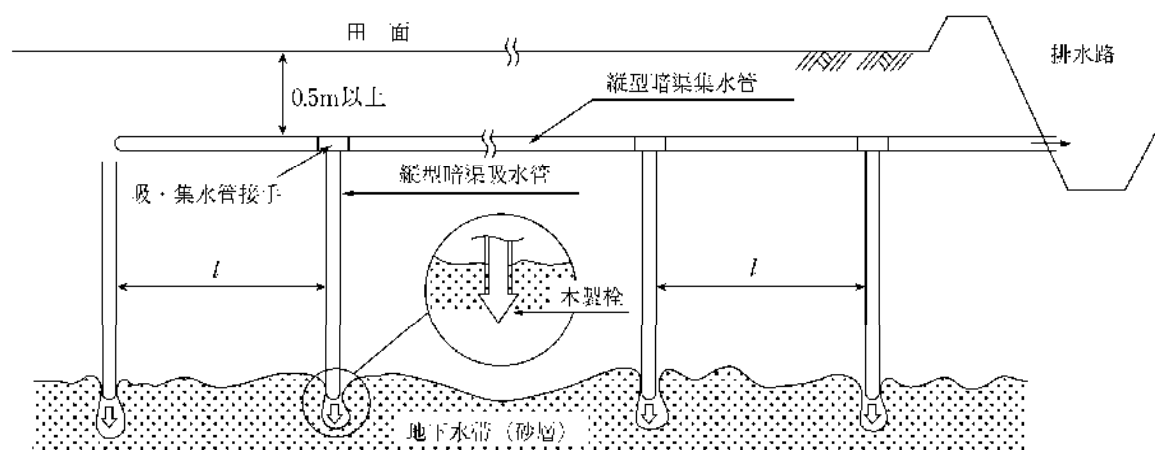 田 面
排水路
0.5m以上
縦型暗渠集水管
吸・集水管接手
縦型暗渠吸水管
l
l
木製栓
地下水帯 (砂層)